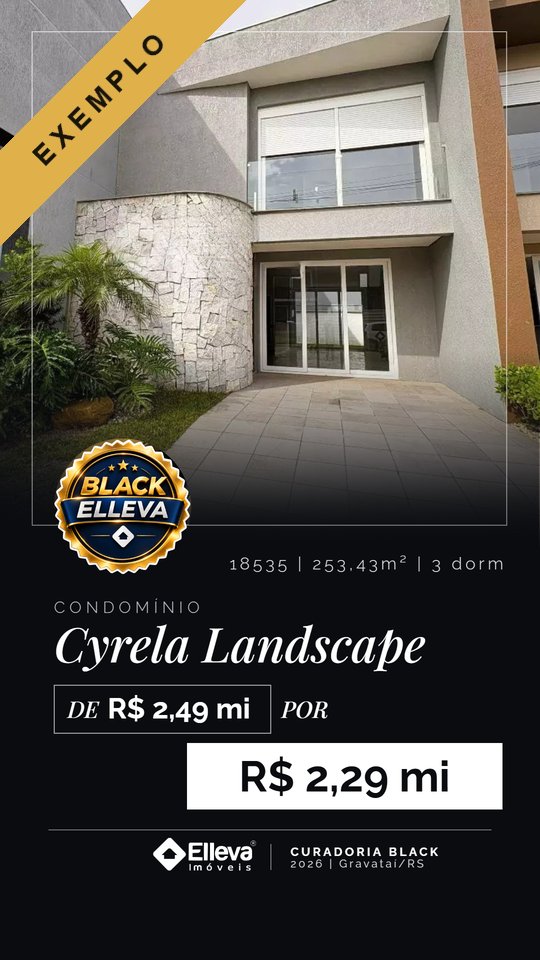 EXEMPLO
BLACK
ELLEVA
18535 | 253,43m² | 3 dorm
CONDOMÍNIO
Cyrela Landscape
DE R$ 2,49 mi POR
R$ 2,29 mi
Elleva®
Imóveis
CURADORIA BLACK
2026 | Gravataí/RS